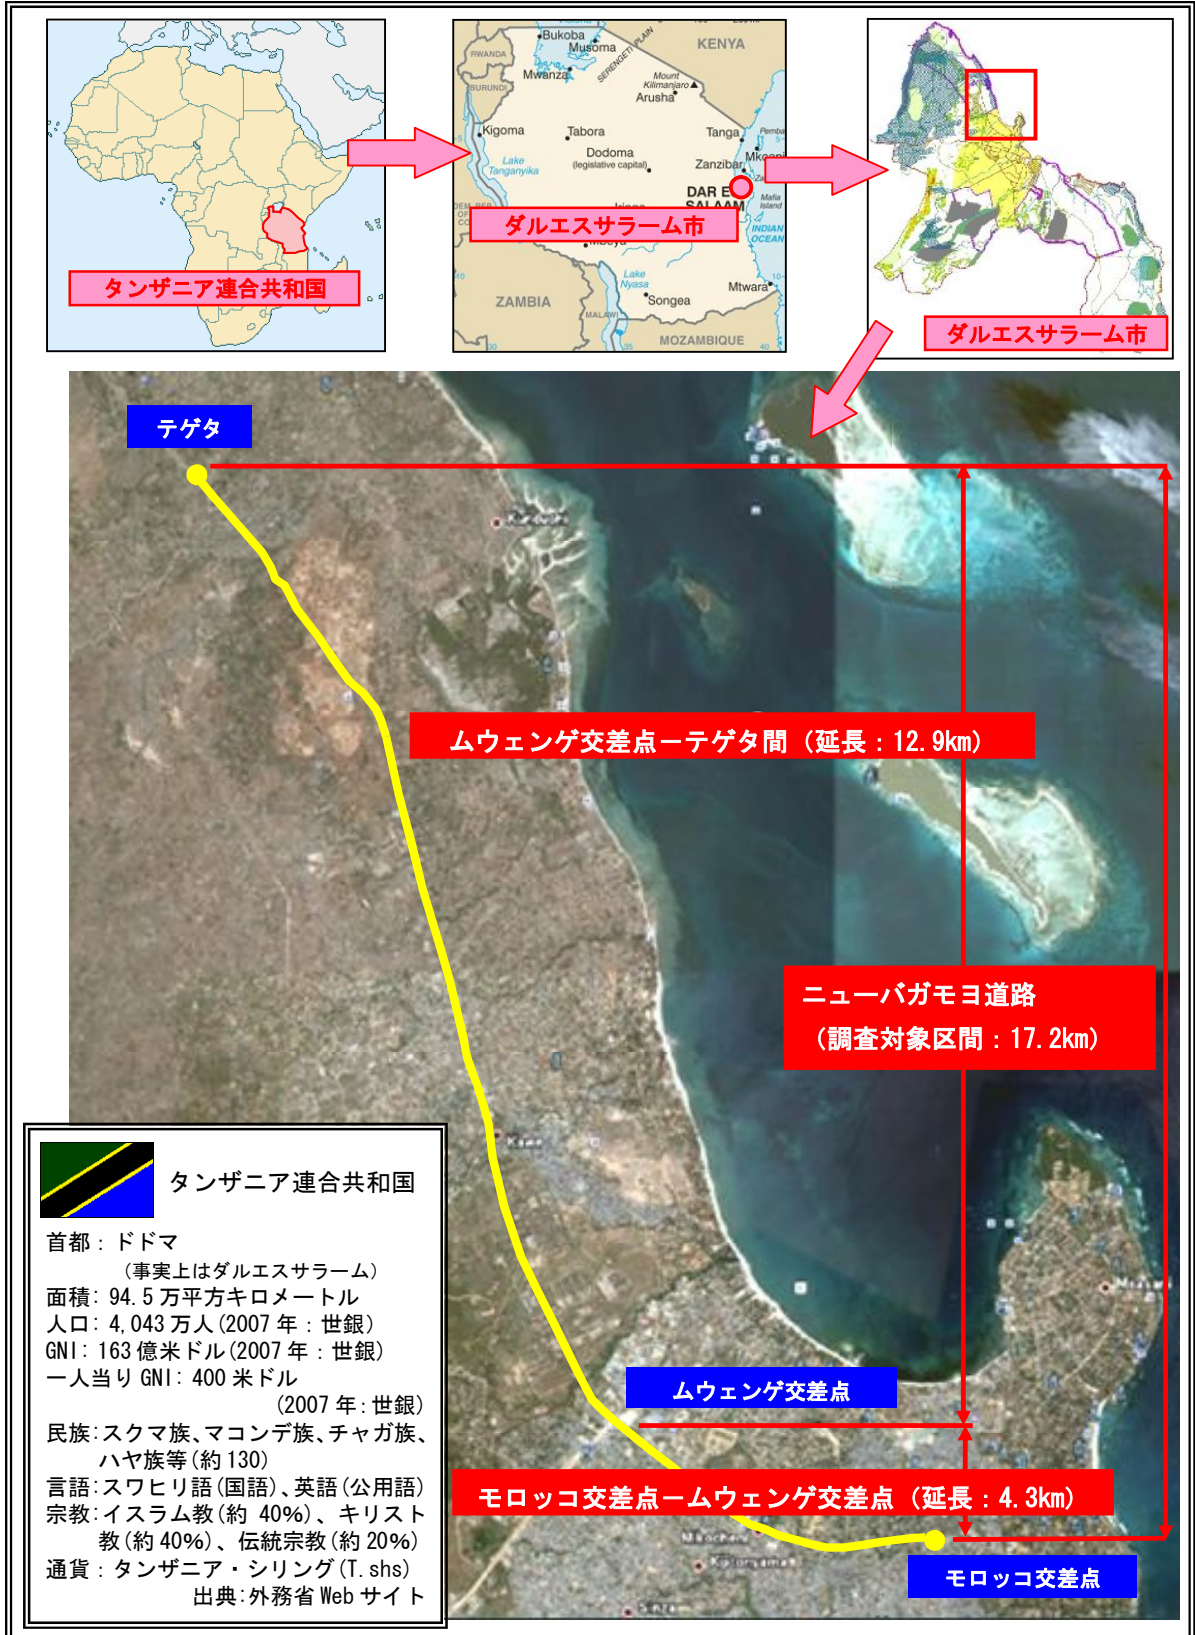 タンザニア連合共和国
Bukoba
Musoma
SERENGETI PLAIN
KENYA
RWANDA
Mwanza
BURUNDI
Mount
Kilimanjaro
Arusha
Kigoma
Tabora
Tanga
Pemba
Dodoma
(legislative capital)
Lake
Tanganyika
Zanzibar
DAR E
SALAAM
Mafia
Island
INDIAN
OCEAN
ダルエスサラーム市
Mbeya
Lake
Nyasa
Mtwara
ZAMBIA
Songea
MALAWI
MOZAMBIQUE
30
35
40
ダルエスサラーム市
テゲタ
ムウェンゲ交差点－テゲタ間(延長：12.9km)
ニューバガモヨ道路
(調査対象区間：17.2km)
ムウェンゲ交差点
モロッコ交差点－ムウェンゲ交差点(延長：4.3km)
モロッコ交差点
タンザニア連合共和国
首都：ドドマ
(事実上はダルエスサラーム)
面積：94.5万平方キロメートル
人口：4,043万人(2007年：世銀)
GNI：163億米ドル(2007年：世銀)
一人当りGNI：400米ドル
(2007年：世銀)
民族：スクマ族、マコンデ族、チャガ族、
ハヤ族等(約130)
言語：スワヒリ語(国語)、英語(公用語)
宗教：イスラム教(約40%)、キリスト
教(約40%)、伝統宗教(約20%)
通貨：タンザニア・シリング(T.shs)
出典：外務省Webサイト